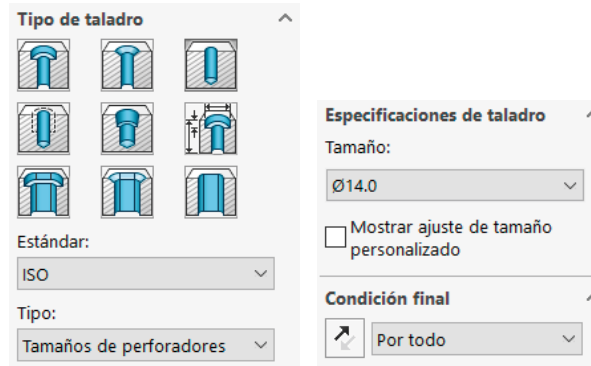 Tipo de taladro
Estándar:
ISO
Tipo:
Tamaños de perforadores
Especificaciones de taladro
Tamaño:
Ø14.0
Mostrar ajuste de tamaño
personalizado
Condición final
Por todo